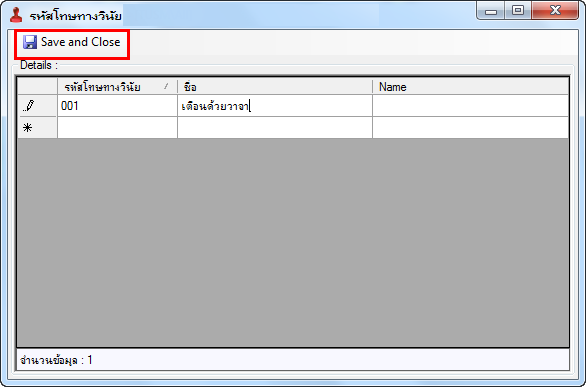 รหัสโทษทางวินัย
Save and Close
Details :
รหัสโทษทางวินัย ชื่อ Name
001 เตือนด้วยวาจา
จำนวนข้อมูล : 1